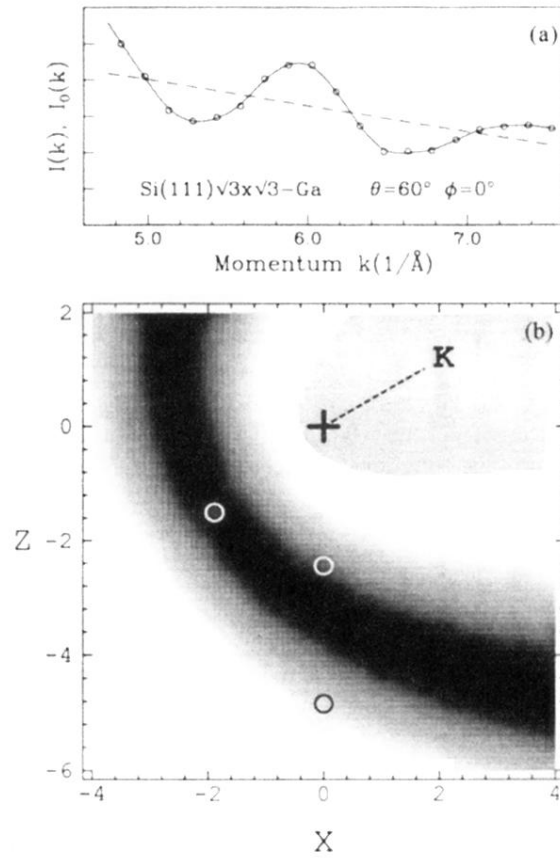 (a)
I(k), I₀(k)
Si(111)√3x√3-Ga θ=60° φ=0°
5.0 6.0 7.0
Momentum k(1/Å)
(b)
K
2
0
-2
-4
-6
Z
-4 -2 0 2 4
X